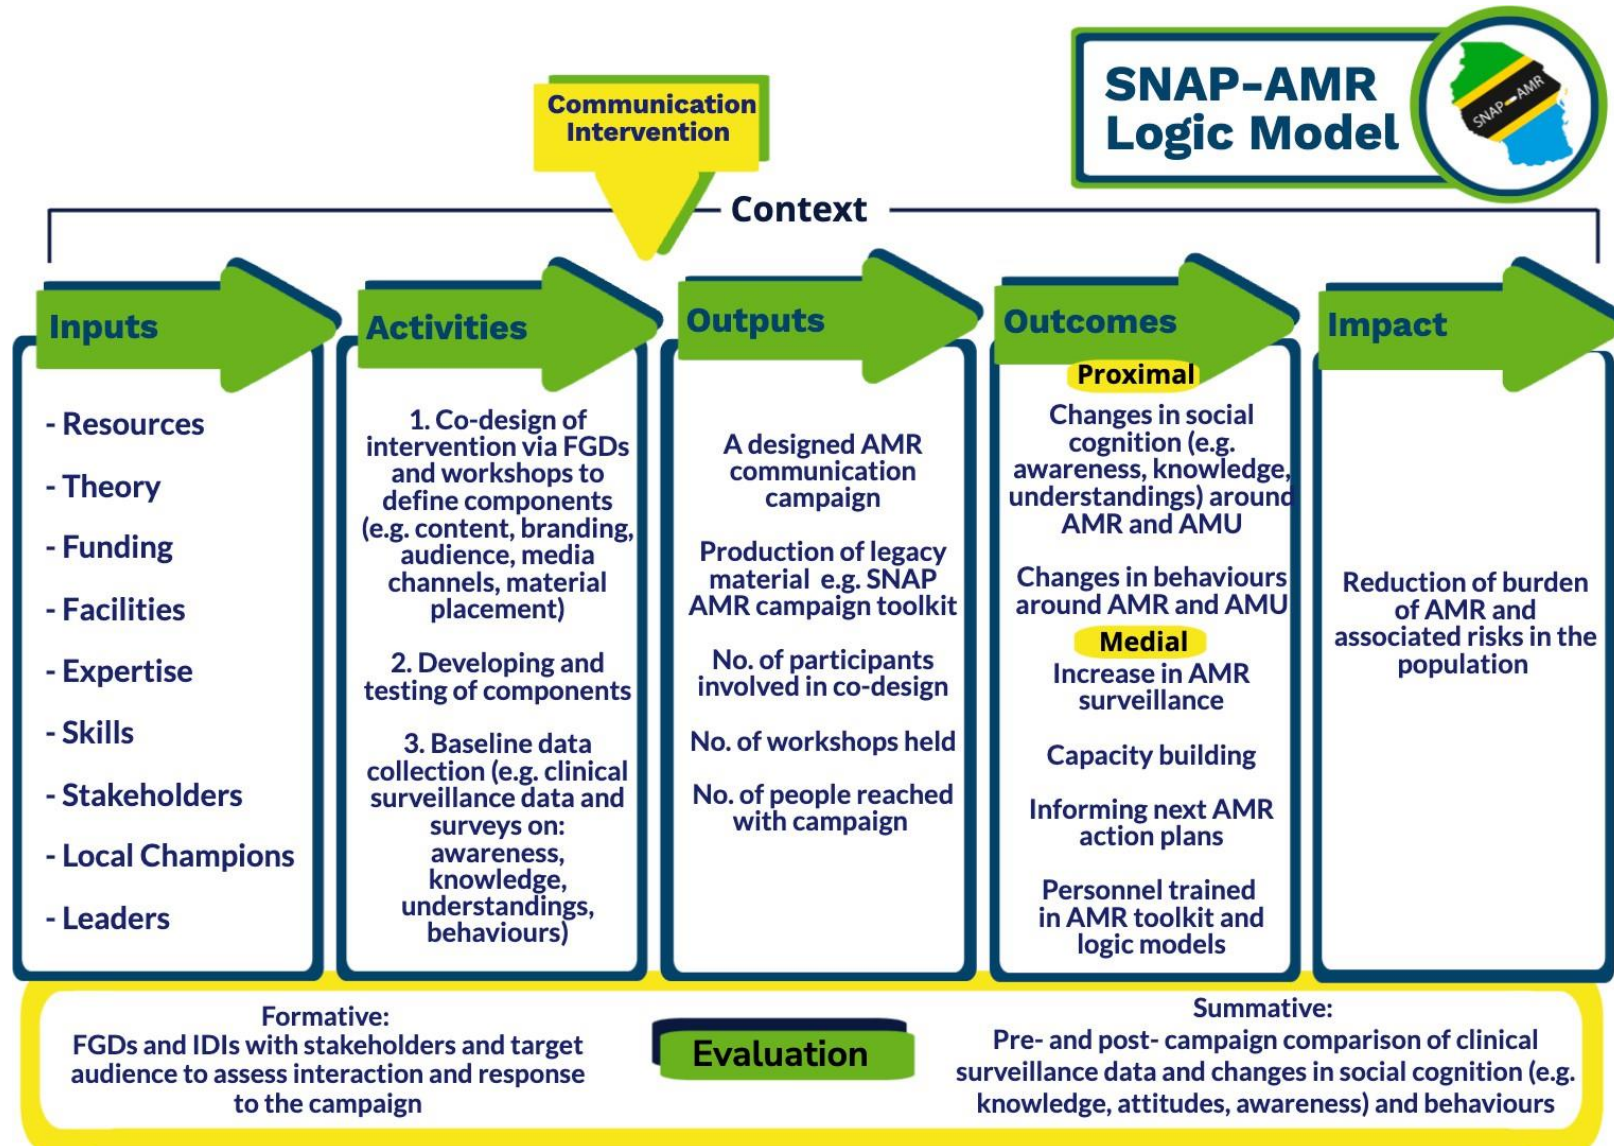 Communication
Intervention
SNAP-AMR
Logic Model
SNAP-AMR
Context
Inputs
- Resources
- Theory
- Funding
- Facilities
- Expertise
- Skills
- Stakeholders
- Local Champions
- Leaders
Activities
1. Co-design of
intervention via FGDs
and workshops to
define components
(e.g. content, branding,
audience, media
channels, material
placement)
2. Developing and
testing of components
3. Baseline data
collection (e.g. clinical
surveillance data and
surveys on:
awareness,
knowledge,
understandings,
behaviours)
Outputs
A designed AMR
communication
campaign
Production of legacy
material e.g. SNAP
AMR campaign toolkit
No. of participants
involved in co-design
No. of workshops held
No. of people reached
with campaign
Outcomes
Proximal
Changes in social
cognition (e.g.
awareness, knowledge,
understandings) around
AMR and AMU
Changes in behaviours
around AMR and AMU
Medial
Increase in AMR
surveillance
Capacity building
Informing next AMR
action plans
Personnel trained
in AMR toolkit and
logic models
Impact
Reduction of burden
of AMR and
associated risks in the
population
Formative:
FGDs and IDIs with stakeholders and target
audience to assess interaction and response
to the campaign
Evaluation
Summative:
Pre- and post- campaign comparison of clinical
surveillance data and changes in social cognition (e.g.
knowledge, attitudes, awareness) and behaviours